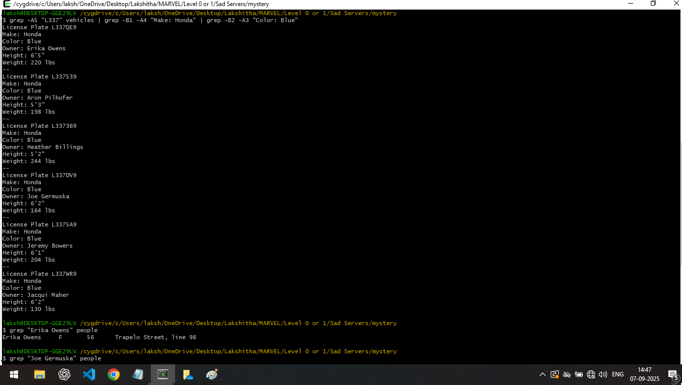 /cygdrive/c/Users/laksh/OneDrive/Desktop/Lakshitha/MARVEL/Level 0 or 1/Sad Servers/mystery
laksh@DESKTOP-GGE29LV /cygdrive/c/Users/laksh/OneDrive/Desktop/Lakshitha/MARVEL/Level 0 or 1/Sad Servers/mystery
$ grep -A5 "L337" vehicles | grep -B1 -A4 "Make: Honda" | grep -B2 -A3 "Color: Blue"
License Plate L337QE9
Make: Honda
Color: Blue
Owner: Erika Owens
Height: 6'5"
Weight: 220 lbs
--
License Plate L337539
Make: Honda
Color: Blue
Owner: Aron Pilhofer
Height: 5'3"
Weight: 198 lbs
--
License Plate L337369
Make: Honda
Color: Blue
Owner: Heather Billings
Height: 5'2"
Weight: 244 lbs
--
License Plate L337DV9
Make: Honda
Color: Blue
Owner: Joe Germuska
Height: 6'2"
Weight: 164 lbs
--
License Plate L3375A9
Make: Honda
Color: Blue
Owner: Jeremy Bowers
Height: 6'1"
Weight: 204 lbs
--
License Plate L337WR9
Make: Honda
Color: Blue
Owner: Jacqui Maher
Height: 6'2"
Weight: 130 lbs
laksh@DESKTOP-GGE29LV /cygdrive/c/Users/laksh/OneDrive/Desktop/Lakshitha/MARVEL/Level 0 or 1/Sad Servers/mystery
$ grep "Erika Owens" people
Erika Owens F 56 Trapelo Street, line 98
laksh@DESKTOP-GGE29LV /cygdrive/c/Users/laksh/OneDrive/Desktop/Lakshitha/MARVEL/Level 0 or 1/Sad Servers/mystery
$ grep "Joe Germuska" people
ENG
14:47
07-09-2025